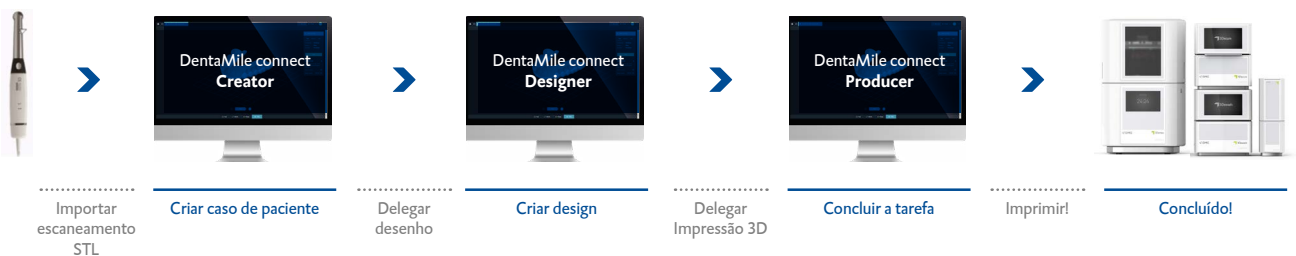 DentaMile connect
Creator
DentaMile connect
Designer
DentaMile connect
Producer
Importar
escaneamento
STL
Criar caso de paciente
Delegar
desenho
Criar design
Delegar
Impressão 3D
Concluir a tarefa
Imprimir!
Concluído!